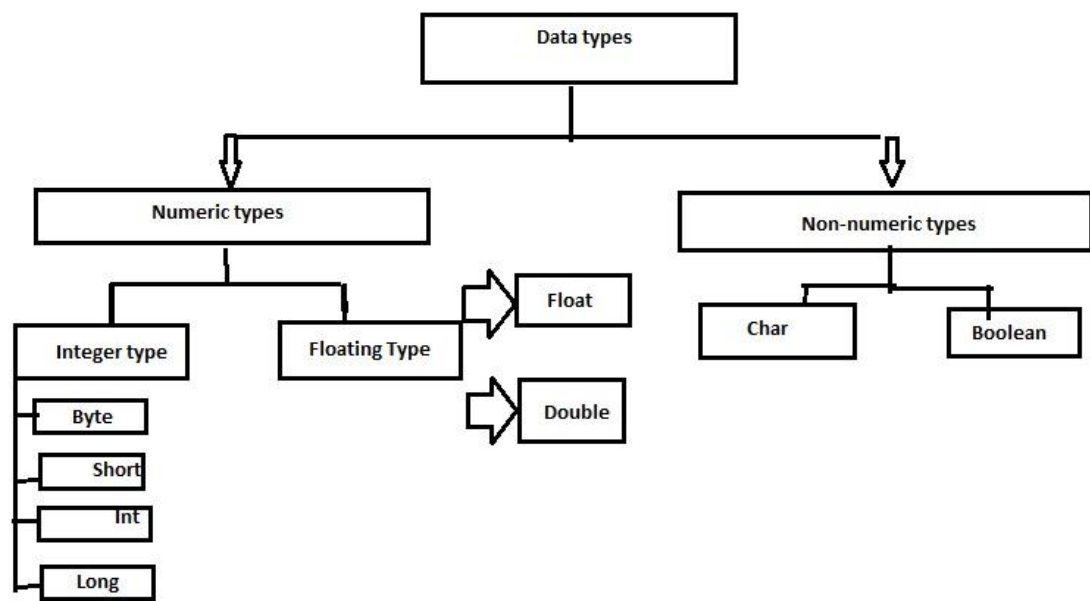 Data types
Numeric types
Non-numeric types
Integer type
Floating Type
Float
Double
Char
Boolean
Byte
Short
Int
Long